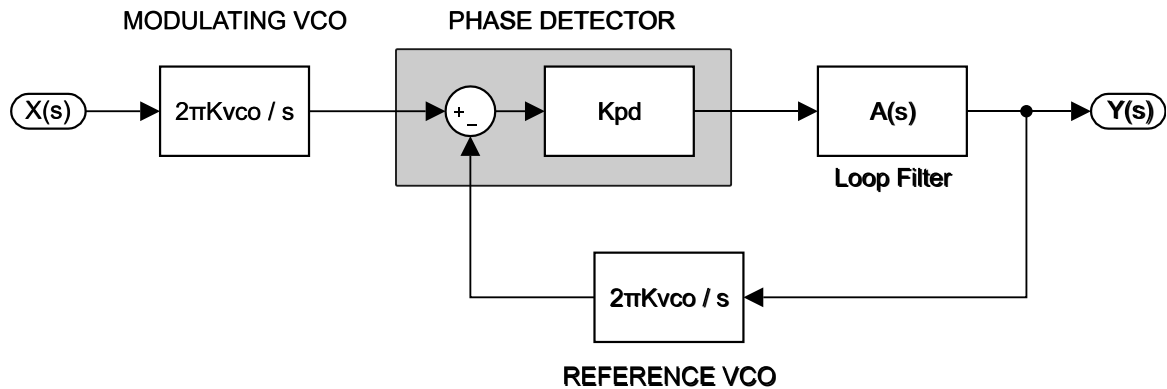 MODULATING VCO
PHASE DETECTOR
X(s)
2πKvco / s
+
−
Kpd
A(s)
Y(s)
Loop Filter
2πKvco / s
REFERENCE VCO